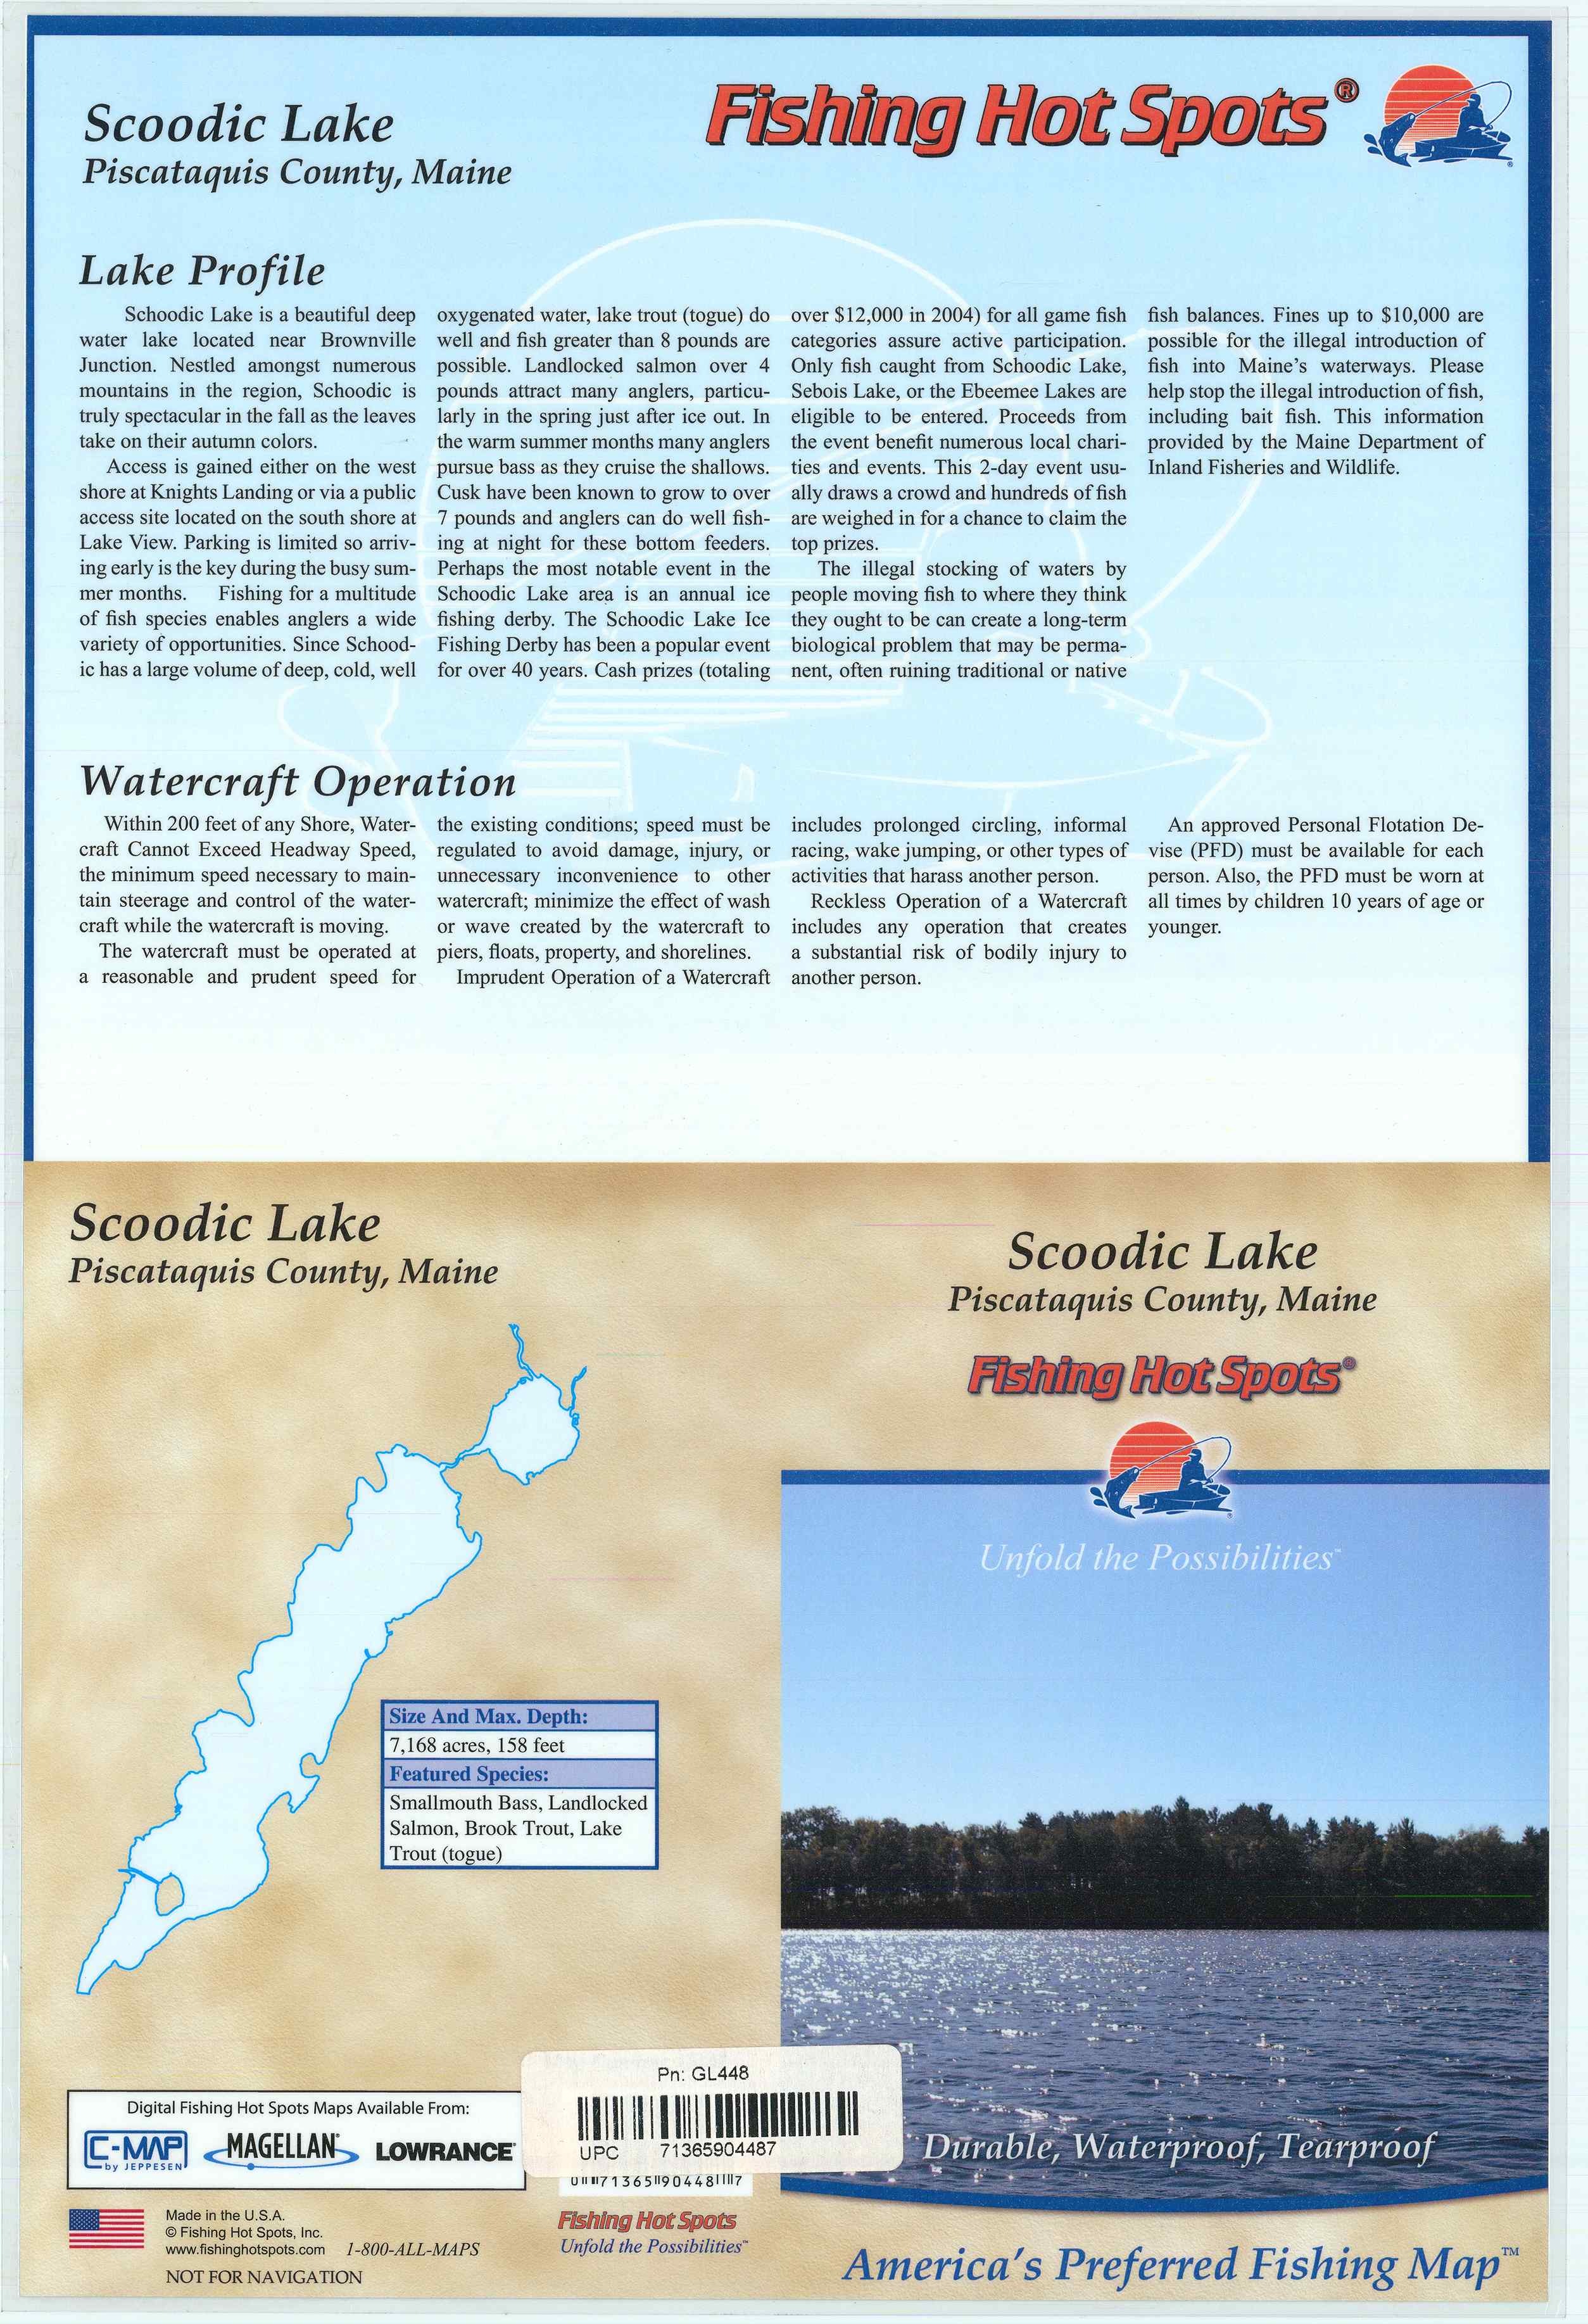 Scoodic Lake
Piscataquis County, Maine
Fishing Hot Spots®
Lake Profile
Schoodic Lake is a beautiful deep
water lake located near Brownville
Junction. Nestled amongst numerous
mountains in the region, Schoodic is
truly spectacular in the fall as the leaves
take on their autumn colors.
Access is gained either on the west
shore at Knights Landing or via a public
access site located on the south shore at
Lake View. Parking is limited so arriv-
ing early is the key during the busy sum-
mer months. Fishing for a multitude
of fish species enables anglers a wide
variety of opportunities. Since Schood-
ic has a large volume of deep, cold, well
oxygenated water, lake trout (togue) do
well and fish greater than 8 pounds are
possible. Landlocked salmon over 4
pounds attract many anglers, particu-
larly in the spring just after ice out. In
the warm summer months many anglers
pursue bass as they cruise the shallows.
Cusk have been known to grow to over
7 pounds and anglers can do well fish-
ing at night for these bottom feeders.
Perhaps the most notable event in the
Schoodic Lake area is an annual ice
fishing derby. The Schoodic Lake Ice
Fishing Derby has been a popular event
for over 40 years. Cash prizes (totaling
over $12,000 in 2004) for all game fish
categories assure active participation.
Only fish caught from Schoodic Lake,
Sebois Lake, or the Ebeemee Lakes are
eligible to be entered. Proceeds from
the event benefit numerous local chari-
ties and events. This 2-day event usu-
ally draws a crowd and hundreds of fish
are weighed in for a chance to claim the
top prizes.
The illegal stocking of waters by
people moving fish to where they think
they ought to be can create a long-term
biological problem that may be perma-
nent, often ruining traditional or native
fish balances. Fines up to $10,000 are
possible for the illegal introduction of
fish into Maine's waterways. Please
help stop the illegal introduction of fish,
including bait fish. This information
provided by the Maine Department of
Inland Fisheries and Wildlife.
Watercraft Operation
Within 200 feet of any Shore, Water-
craft Cannot Exceed Headway Speed,
the minimum speed necessary to main-
tain steerage and control of the water-
craft while the watercraft is moving.
The watercraft must be operated at
a reasonable and prudent speed for
the existing conditions; speed must be
regulated to avoid damage, injury, or
unnecessary inconvenience to other
watercraft; minimize the effect of wash
or wave created by the watercraft to
piers, floats, property, and shorelines.
Imprudent Operation of a Watercraft
includes prolonged circling, informal
racing, wake jumping, or other types of
activities that harass another person.
Reckless Operation of a Watercraft
includes any operation that creates
a substantial risk of bodily injury to
another person.
An approved Personal Flotation De-
vise (PFD) must be available for each
person. Also, the PFD must be worn at
all times by children 10 years of age or
younger.
Scoodic Lake
Piscataquis County, Maine
Size And Max. Depth:
7,168 acres, 158 feet
Featured Species:
Smallmouth Bass, Landlocked
Salmon, Brook Trout, Lake
Trout (togue)
Digital Fishing Hot Spots Maps Available From:
C-MAP
by JEPPESEN
MAGELLAN®
LOWRANCE®
Made in the U.S.A.
© Fishing Hot Spots, Inc.
www.fishinghotspots.com 1-800-ALL-MAPS
NOT FOR NAVIGATION
Pn: GL448
UPC 71365904487
0 71365 90448 7
Fishing Hot Spots
Unfold the Possibilities™
Scoodic Lake
Piscataquis County, Maine
Fishing Hot Spots®
Unfold the Possibilities™
Durable, Waterproof, Tearproof
America's Preferred Fishing Map™